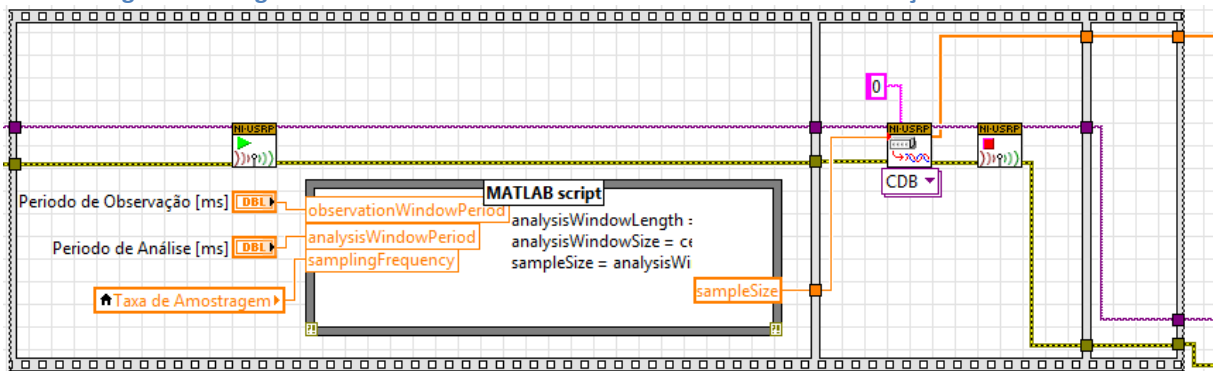 NI-USRP
Periodo de Observação [ms] DBL
Periodo de Análise [ms] DBL
Taxa de Amostragem
MATLAB script
observationWindowPeriod
analysisWindowPeriod
samplingFrequency
analysisWindowLength =
analysisWindowSize = ce
sampleSize = analysisWi
sampleSize
0
NI-USRP
CDB
NI-USRP